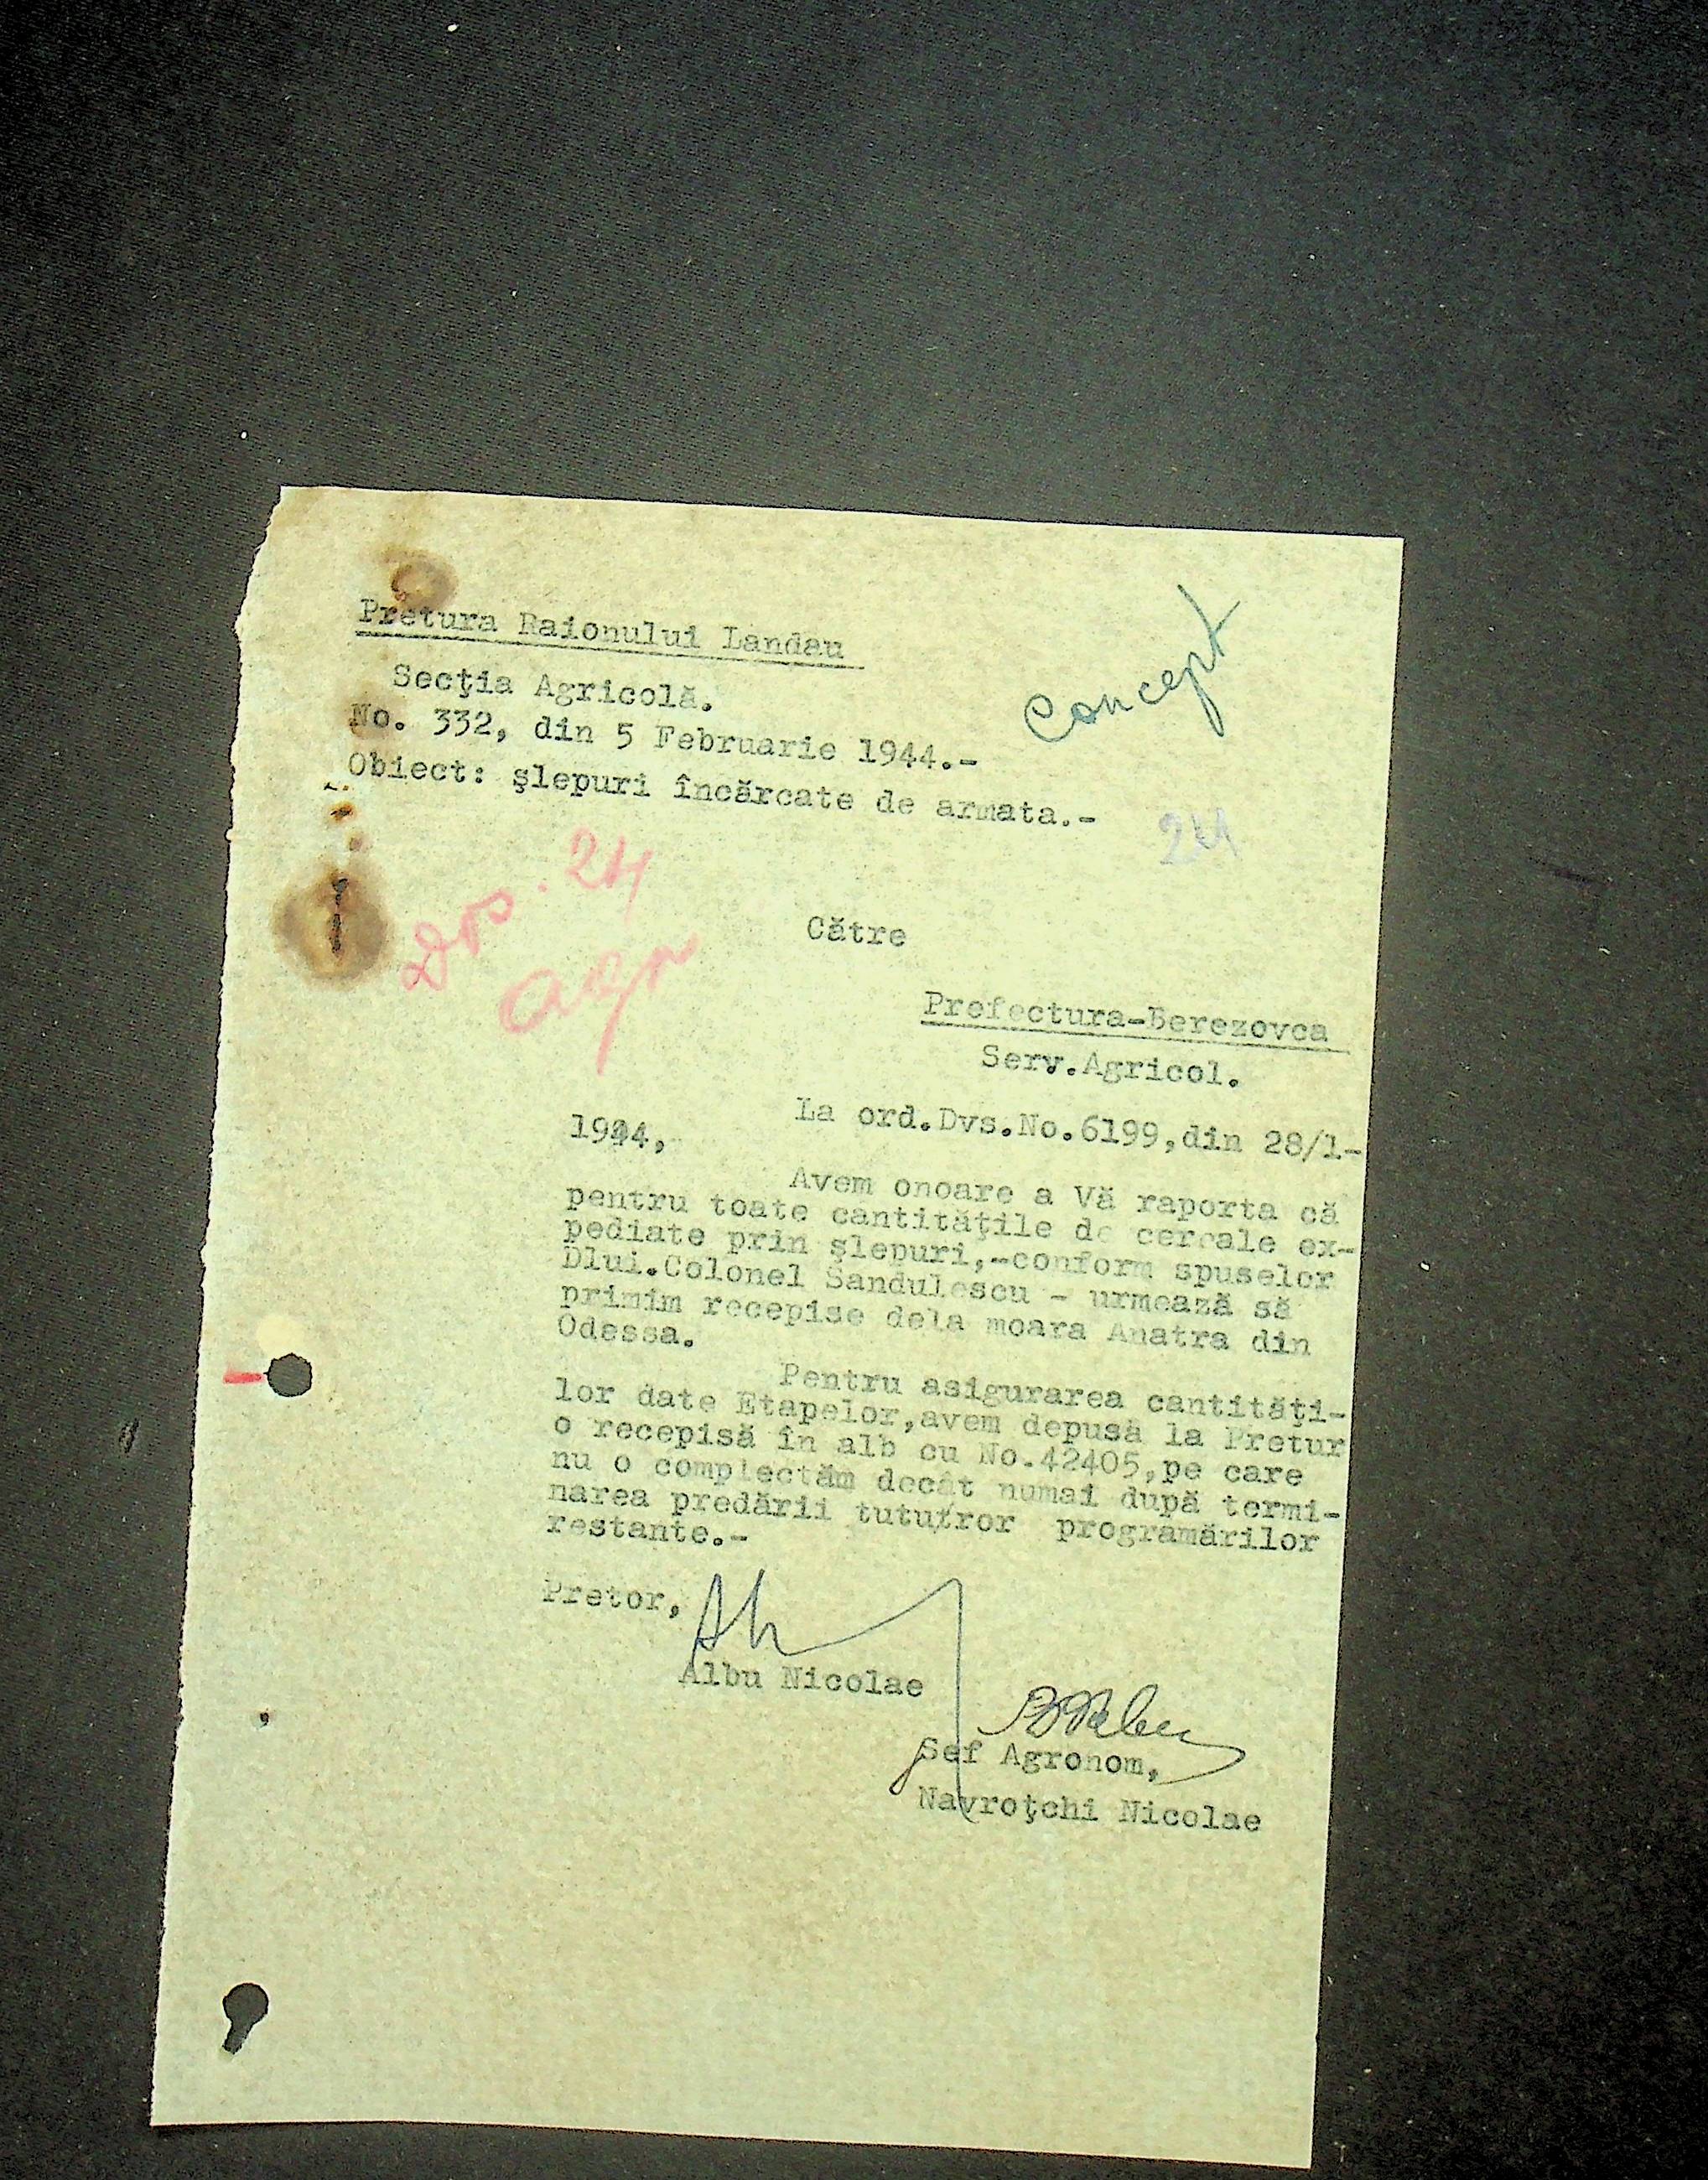 Pretura Raionului Landau
Secţia Agricolă.
No. 332, din 5 Februarie 1944.-
Obiect: şlepuri încărcate de armata.-
Concept
24
Dos. 24
agr
Către
Prefectura-Berezovca
Serv.Agricol.
La ord.Dvs.No.6199,din 28/1-
1944,
Avem onoare a Vă raporta că
pentru toate cantităţile de cereale ex-
pediate prin şlepuri,-conform spuselor
Dlui.Colonel Sandulescu - urmează să
primim recepise dela moara Anatra din
Odessa.
Pentru asigurarea cantităţi-
lor date Etapelor,avem depusă la Pretur
o recepisă în alb cu No.42405,pe care
nu o complectăm decât numai după termi-
narea predării tuturor programărilor
restante.-
Pretor,
Albu Nicolae
Şef Agronom,
Navroţchi Nicolae